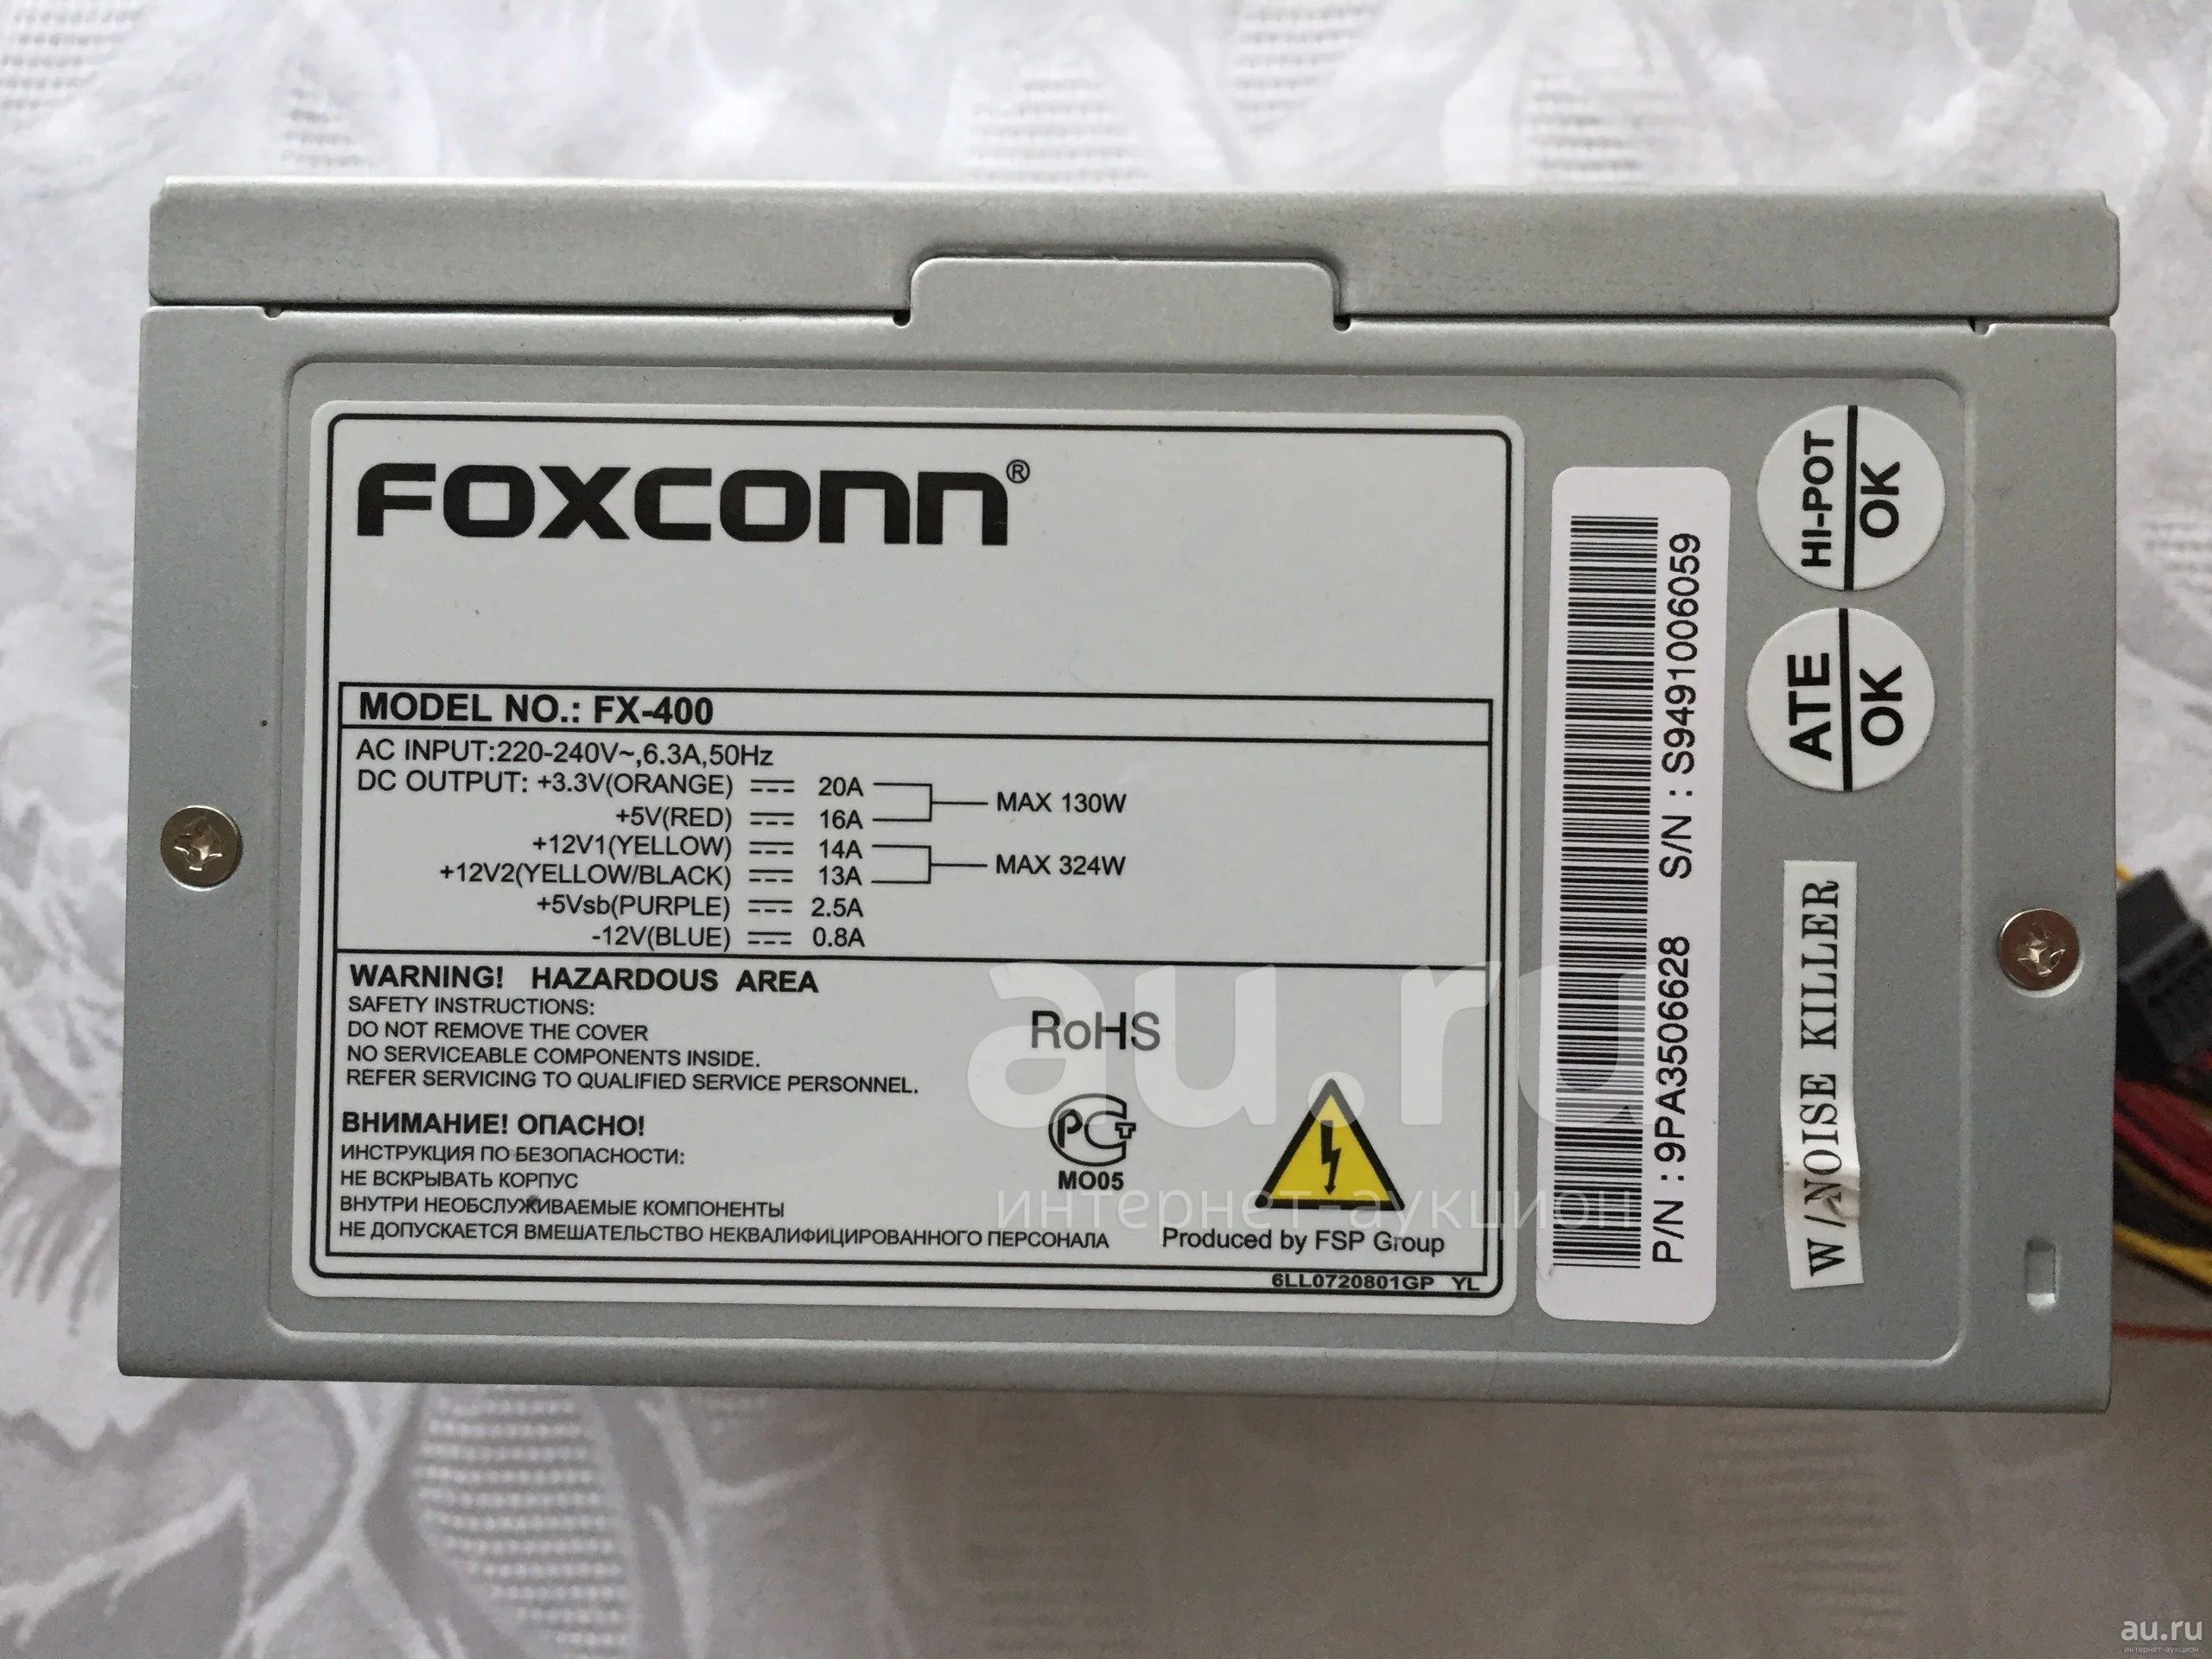 FOXCONN®
MODEL NO.: FX-400
AC INPUT:220-240V~,6.3A,50Hz
DC OUTPUT: +3.3V(ORANGE) 20A
+5V(RED) 16A
MAX 130W
+12V1(YELLOW) 14A
+12V2(YELLOW/BLACK) 13A
MAX 324W
+5Vsb(PURPLE) 2.5A
-12V(BLUE) 0.8A
WARNING! HAZARDOUS AREA
SAFETY INSTRUCTIONS:
DO NOT REMOVE THE COVER
NO SERVICEABLE COMPONENTS INSIDE.
REFER SERVICING TO QUALIFIED SERVICE PERSONNEL.
ВНИМАНИЕ! ОПАСНО!
ИНСТРУКЦИЯ ПО БЕЗОПАСНОСТИ:
НЕ ВСКРЫВАТЬ КОРПУС
ВНУТРИ НЕОБСЛУЖИВАЕМЫЕ КОМПОНЕНТЫ
НЕ ДОПУСКАЕТСЯ ВМЕШАТЕЛЬСТВО НЕКВАЛИФИЦИРОВАННОГО ПЕРСОНАЛА
RoHS
РСТ
МО05
Produced by FSP Group
6LL0720801GP YL
P/N : 9PA3506628 S/N : S9491006059
HI-POT
OK
ATE
OK
W/NOISE KILLER
au.ru
интернет-аукцион
au.ru
интернет-аукцион